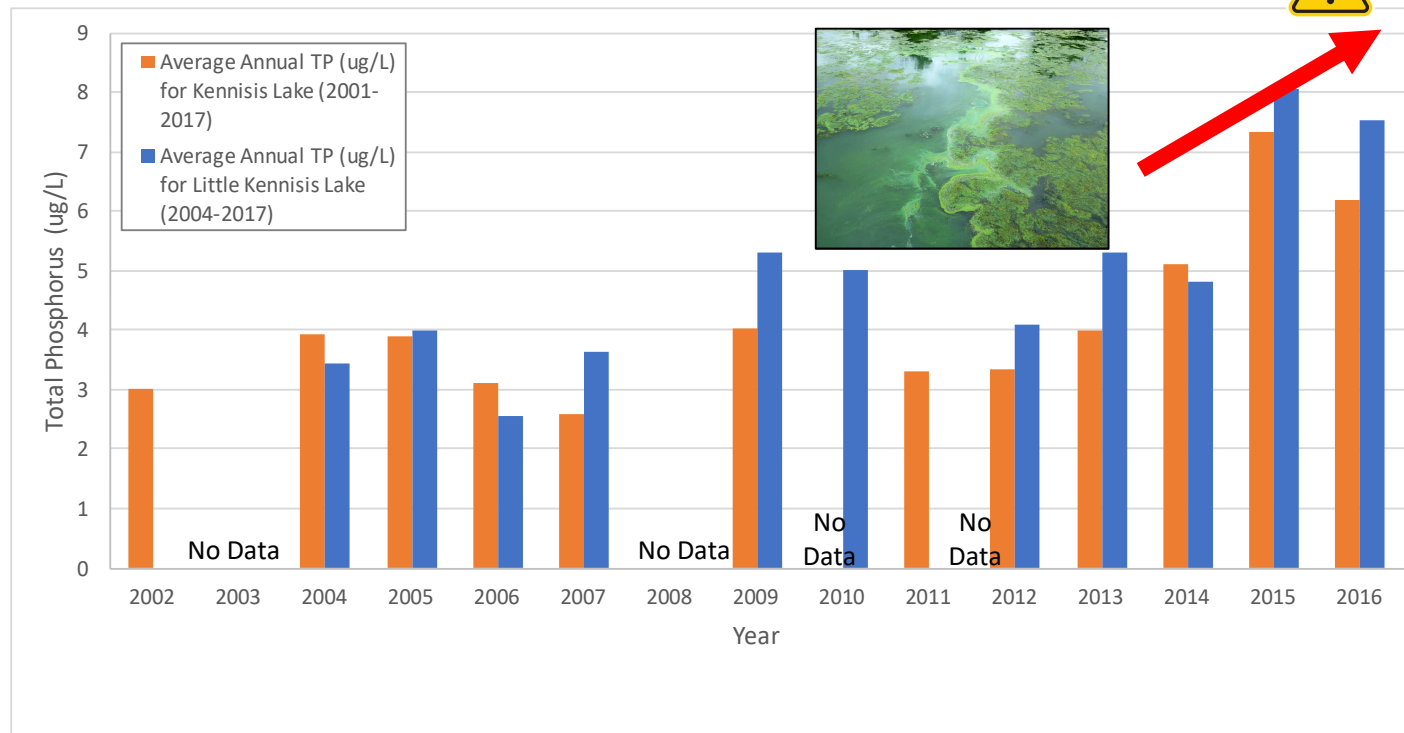 9
8
7
6
5
4
3
2
1
0
Total Phosphorus (ug/L)
Average Annual TP (ug/L)
for Kennisis Lake (2001-
2017)
Average Annual TP (ug/L)
for Little Kennisis Lake
(2004-2017)
No Data
No Data
No
Data
No
Data
2002 2003 2004 2005 2006 2007 2008 2009 2010 2011 2012 2013 2014 2015 2016
Year